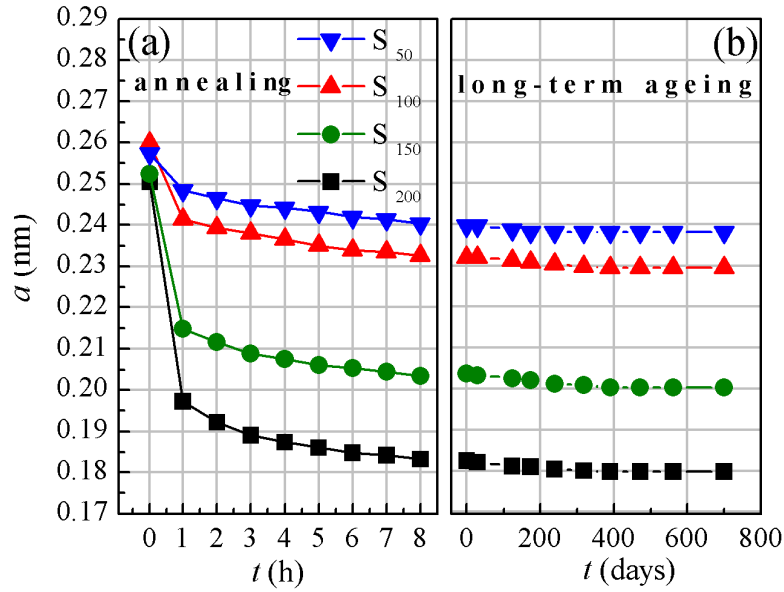 (a)
annealing
S50
S100
S150
S200
(b)
long-term ageing
0.29
0.28
0.27
0.26
0.25
0.24
0.23
0.22
0.21
0.20
0.19
0.18
0.17
a (nm)
0 1 2 3 4 5 6 7 8
t (h)
0 200 400 600 800
t (days)